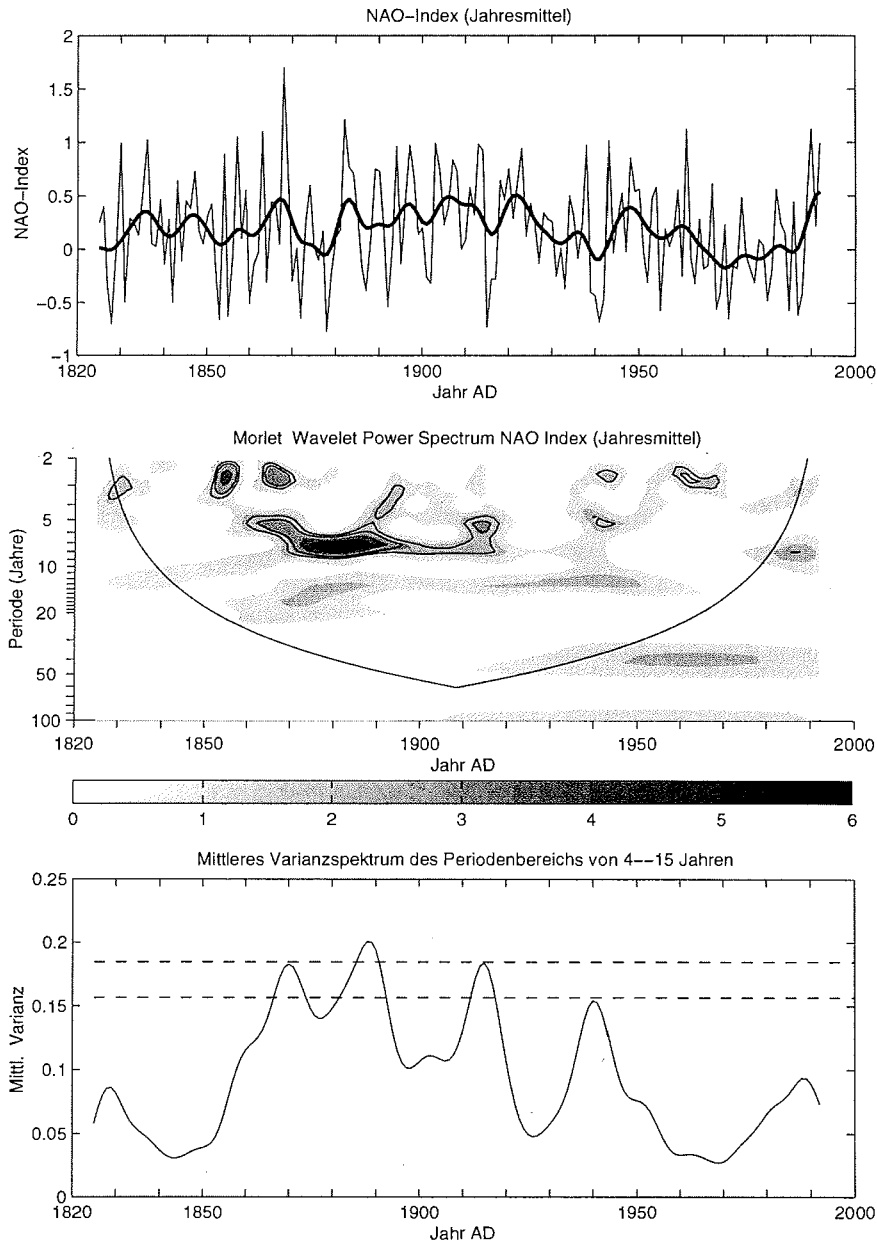 NAO-Index (Jahresmittel)
2
1.5
1
0.5
0
-0.5
-1
NAO-Index
1820 1850 1900 1950 2000
Jahr AD
Morlet Wavelet Power Spectrum NAO Index (Jahresmittel)
2
5
10
20
50
100
Periode (Jahre)
1820 1850 1900 1950 2000
Jahr AD
0 1 2 3 4 5 6
Mittleres Varianzspektrum des Periodenbereichs von 4--15 Jahren
0.25
0.2
0.15
0.1
0.05
0
Mittl. Varianz
1820 1850 1900 1950 2000
Jahr AD